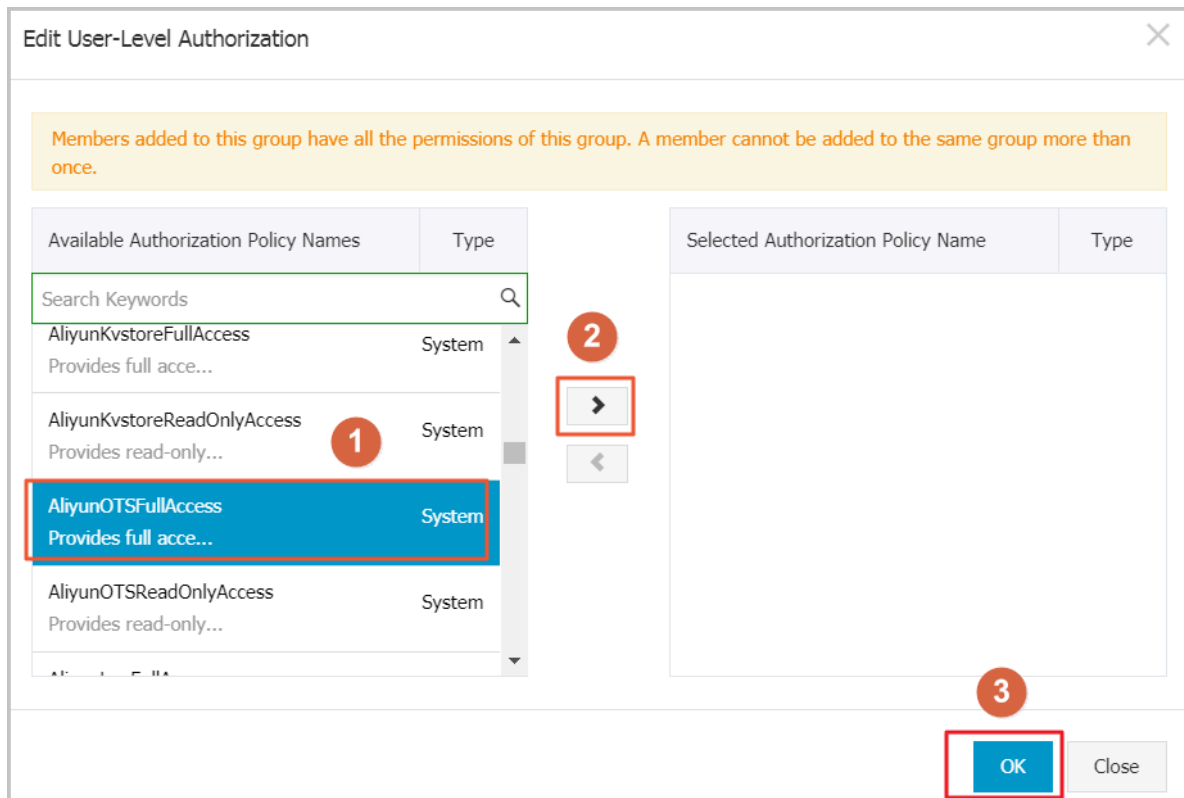 Edit User-Level Authorization
Members added to this group have all the permissions of this group. A member cannot be added to the same group more than
once.
Available Authorization Policy Names Type
Selected Authorization Policy Name Type
Search Keywords
AliyunKvstoreFullAccess System
Provides full acce...
2
AliyunKvstoreReadOnlyAccess System
Provides read-only...
1
AliyunOTSFullAccess System
Provides full acce...
AliyunOTSReadOnlyAccess System
Provides read-only...
3
OK Close